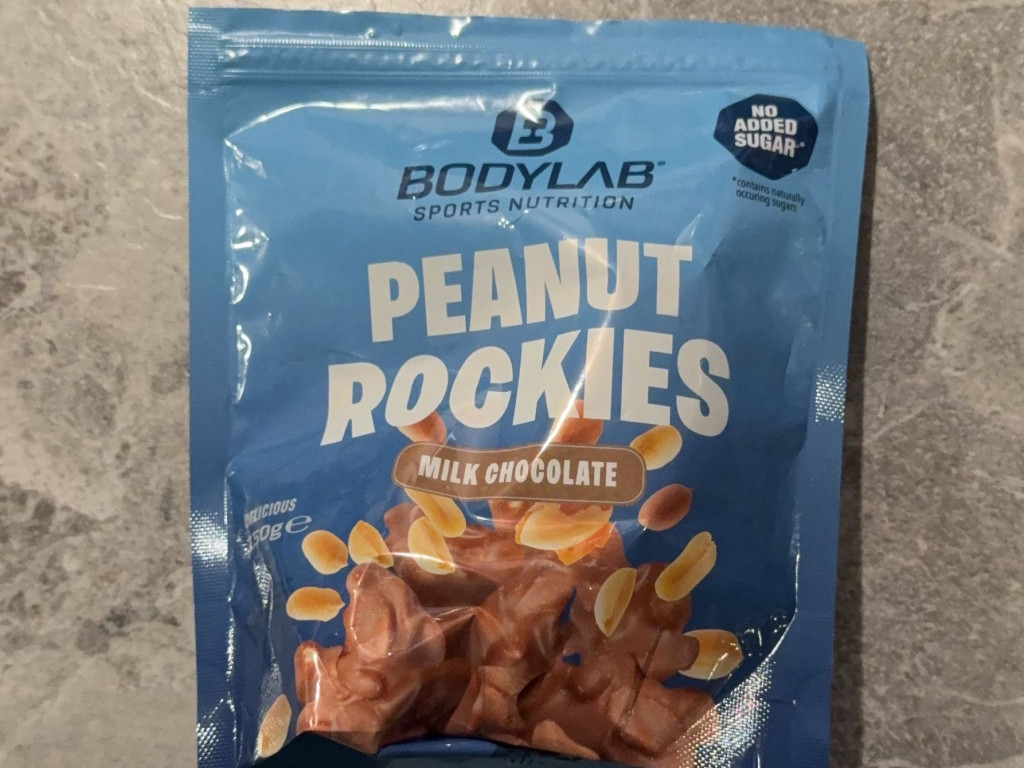 B
BODYLAB
SPORTS NUTRITION
NO
ADDED
SUGAR*
*contains naturally
occuring sugars
PEANUT
ROCKIES
MILK CHOCOLATE